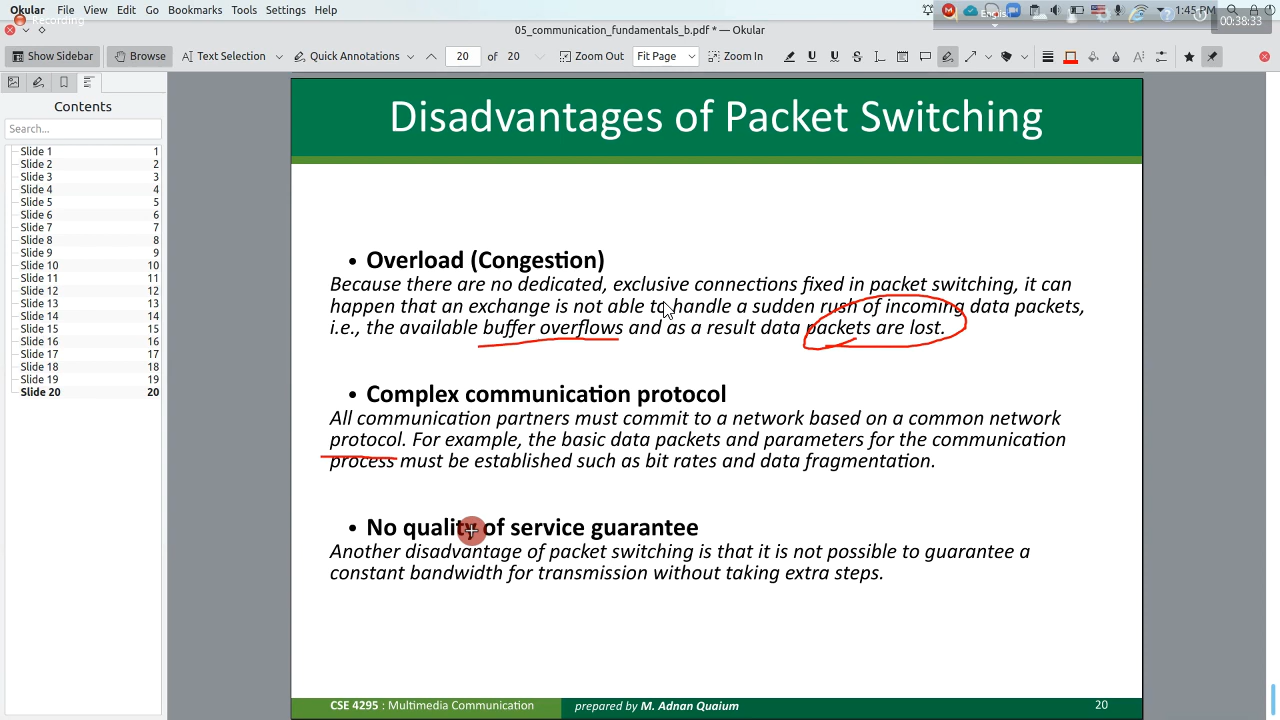 Okular File View Edit Go Bookmarks Tools Settings Help
English
1:45 PM
Recording
00:38:33
05_communication_fundamentals_b.pdf * — Okular
Show Sidebar Browse Text Selection Quick Annotations 20 of 20 Zoom Out Fit Page Zoom In
Contents
Search...
Slide 1 1
Slide 2 2
Slide 3 3
Slide 4 4
Slide 5 5
Slide 6 6
Slide 7 7
Slide 8 8
Slide 9 9
Slide 10 10
Slide 11 11
Slide 12 12
Slide 13 13
Slide 14 14
Slide 15 15
Slide 16 16
Slide 17 17
Slide 18 18
Slide 19 19
Slide 20 20
Disadvantages of Packet Switching
• Overload (Congestion)
Because there are no dedicated, exclusive connections fixed in packet switching, it can
happen that an exchange is not able to handle a sudden rush of incoming data packets,
i.e., the available buffer overflows and as a result data packets are lost.
• Complex communication protocol
All communication partners must commit to a network based on a common network
protocol. For example, the basic data packets and parameters for the communication
process must be established such as bit rates and data fragmentation.
• No quality of service guarantee
Another disadvantage of packet switching is that it is not possible to guarantee a
constant bandwidth for transmission without taking extra steps.
CSE 4295 : Multimedia Communication prepared by M. Adnan Quaium 20